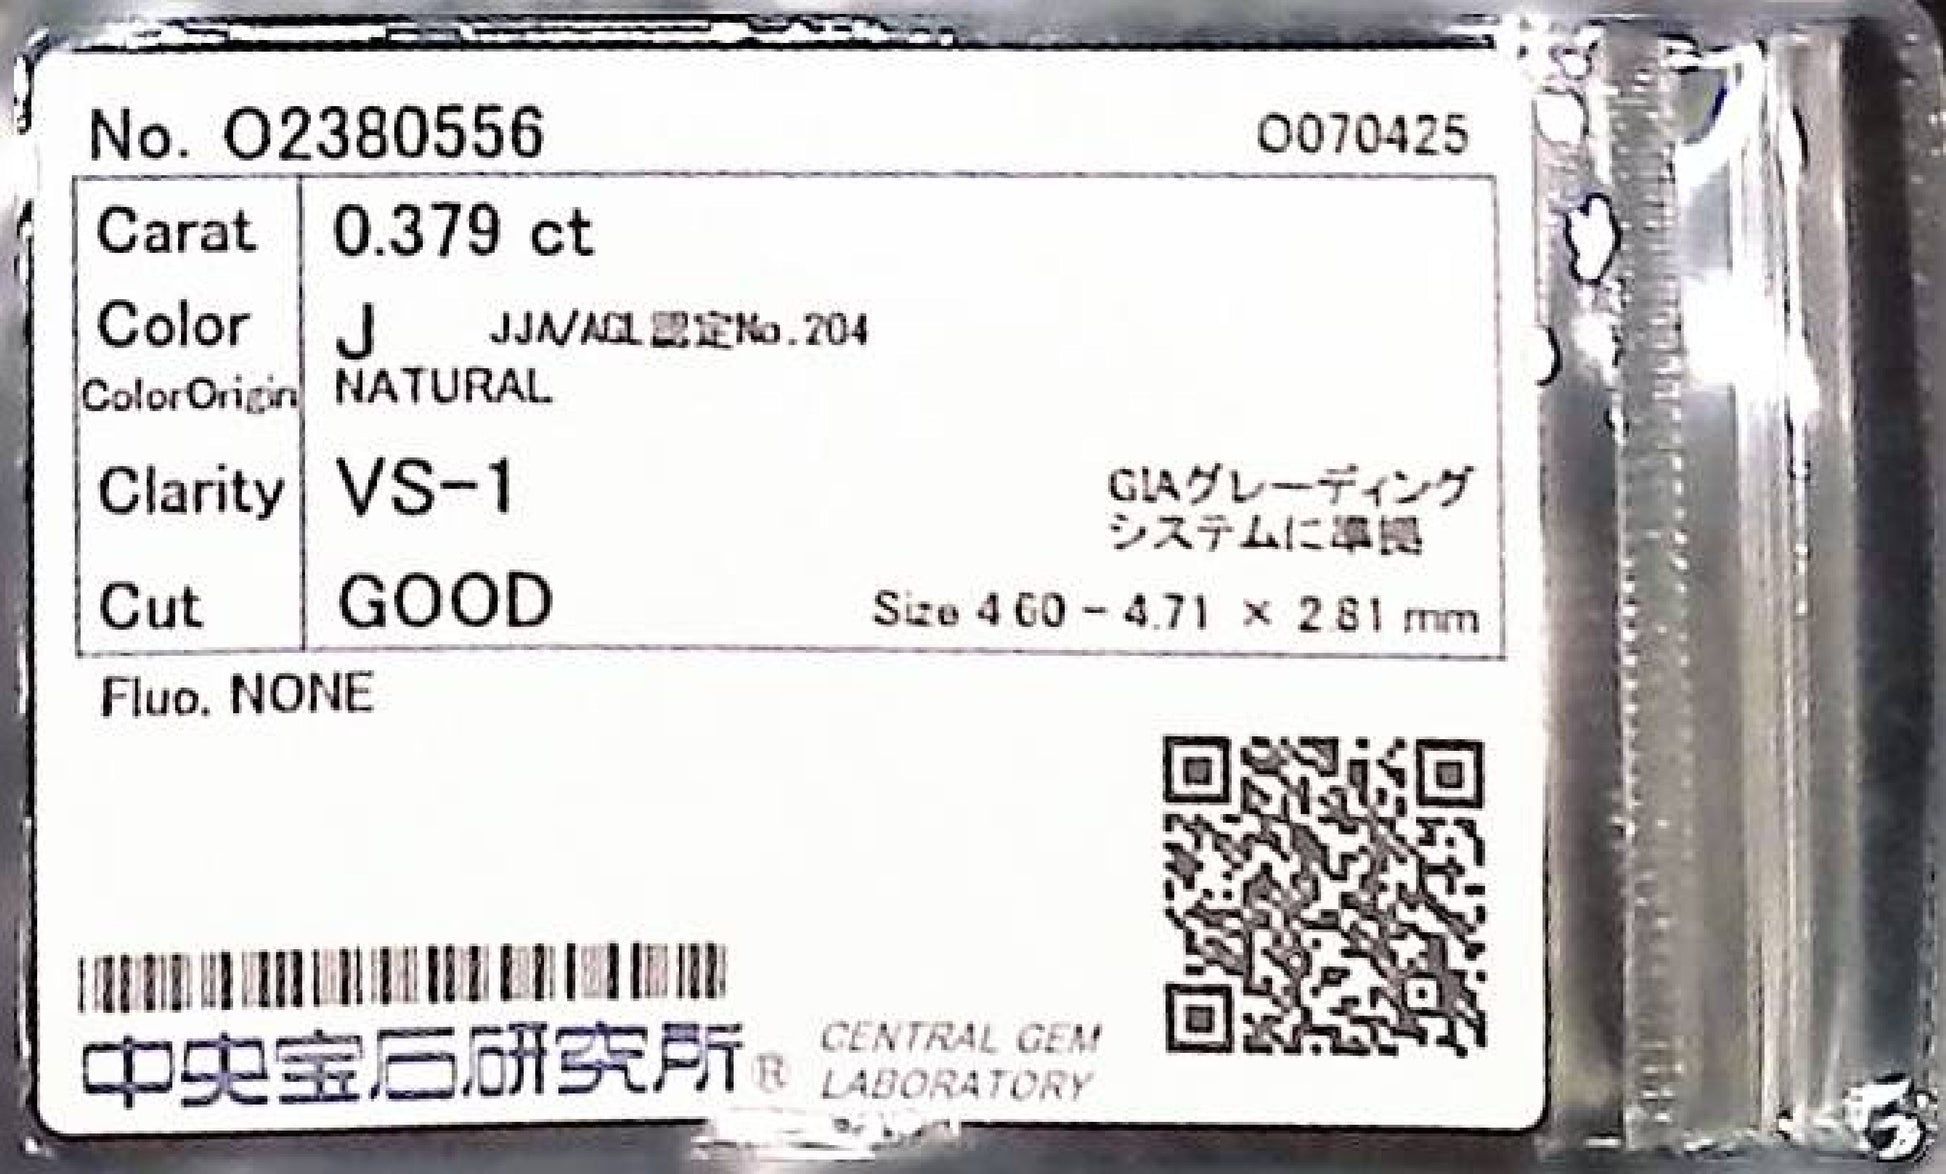 No. O2380556
O070425
Carat 0.379 ct
Color J JJA/AGL認定No.204
ColorOrigin NATURAL
Clarity VS-1
GIAグレーディング
システムに準拠
Cut GOOD
Size 4.60 - 4.71 × 2.81 mm
Fluo. NONE
中央宝石研究所® CENTRAL GEM
LABORATORY